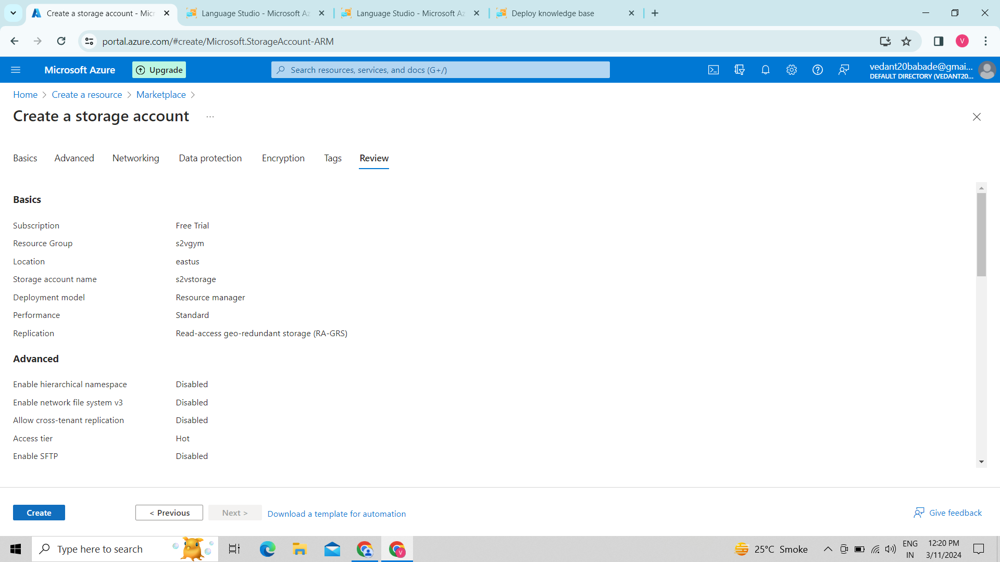 Create a storage account - Micr
Language Studio - Microsoft Az
Language Studio - Microsoft Az
Deploy knowledge base
portal.azure.com/#create/Microsoft.StorageAccount-ARM
V
Microsoft Azure
Upgrade
Search resources, services, and docs (G+/)
vedant20babade@gmai...
DEFAULT DIRECTORY (VEDANT20...
Home > Create a resource > Marketplace >
Create a storage account ...
Basics Advanced Networking Data protection Encryption Tags Review
Basics
Subscription Free Trial
Resource Group s2vgym
Location eastus
Storage account name s2vstorage
Deployment model Resource manager
Performance Standard
Replication Read-access geo-redundant storage (RA-GRS)
Advanced
Enable hierarchical namespace Disabled
Enable network file system v3 Disabled
Allow cross-tenant replication Disabled
Access tier Hot
Enable SFTP Disabled
Create < Previous Next > Download a template for automation Give feedback
Type here to search
25°C Smoke
ENG
IN
12:20 PM
3/11/2024